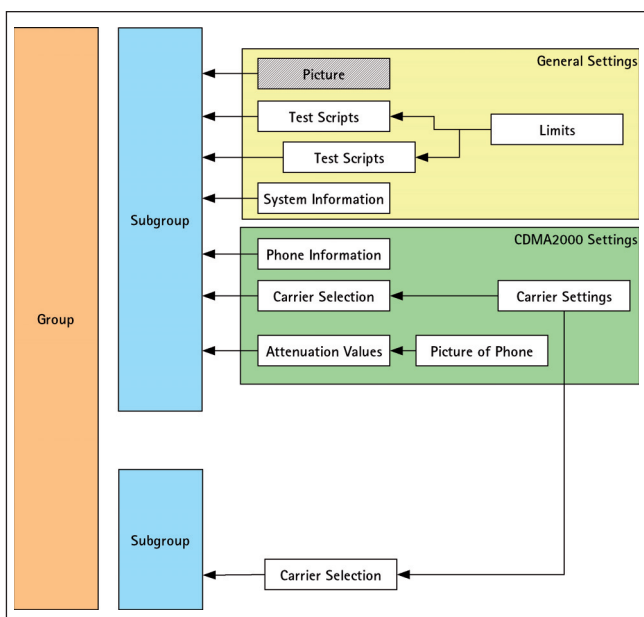 General Settings
Picture
Test Scripts
Limits
Test Scripts
System Information
Subgroup
CDMA2000 Settings
Phone Information
Carrier Selection
Carrier Settings
Group
Attenuation Values
Picture of Phone
Subgroup
Carrier Selection